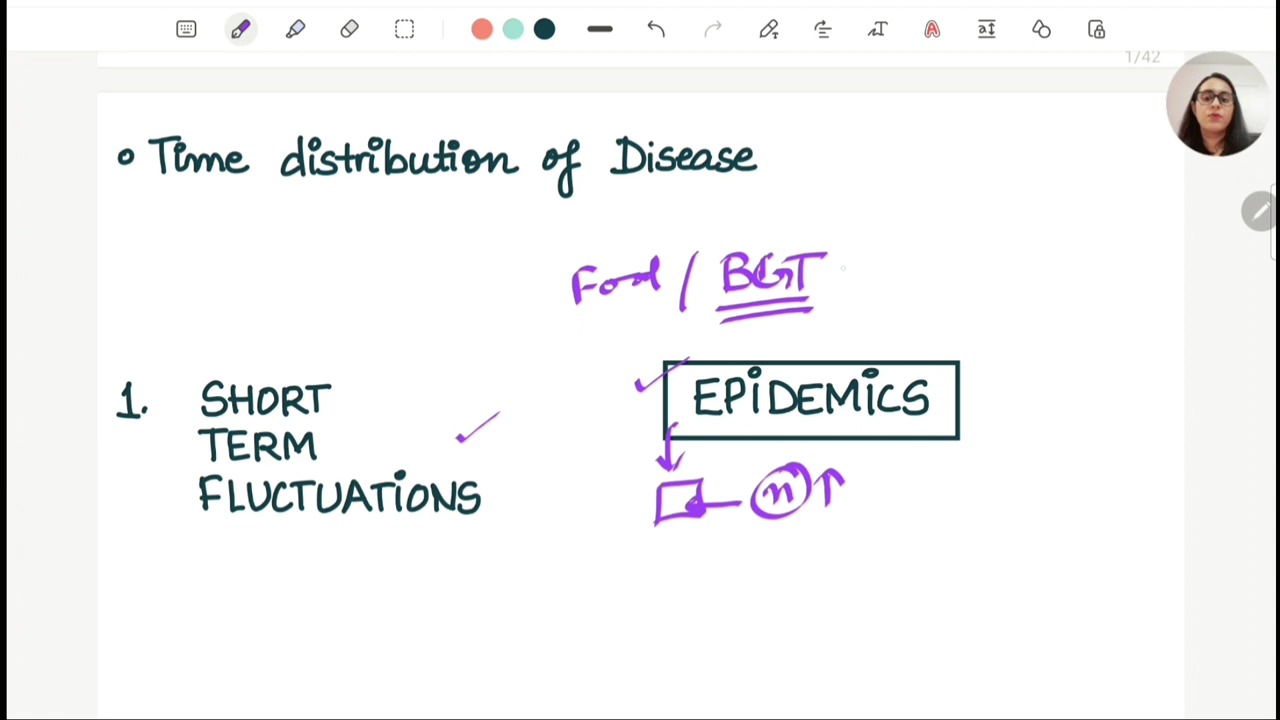 1/42
• Time distribution of Disease
Food / BGT
1. SHORT TERM FLUCTUATIONS
EPIDEMICS
n ↑